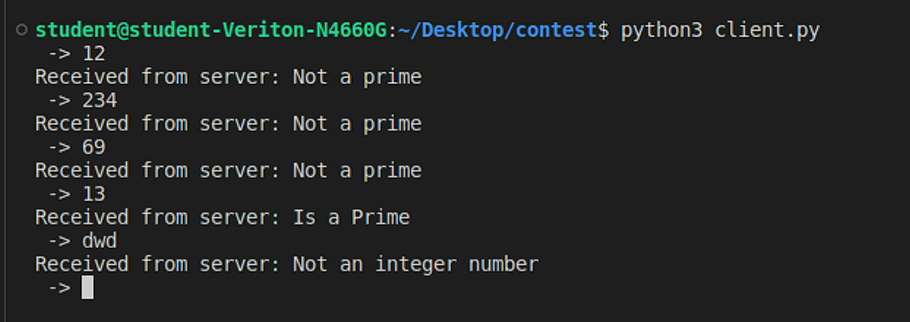 student@student-Veriton-N4660G:~/Desktop/contest$ python3 client.py
-> 12
Received from server: Not a prime
-> 234
Received from server: Not a prime
-> 69
Received from server: Not a prime
-> 13
Received from server: Is a Prime
-> dwd
Received from server: Not an integer number
->